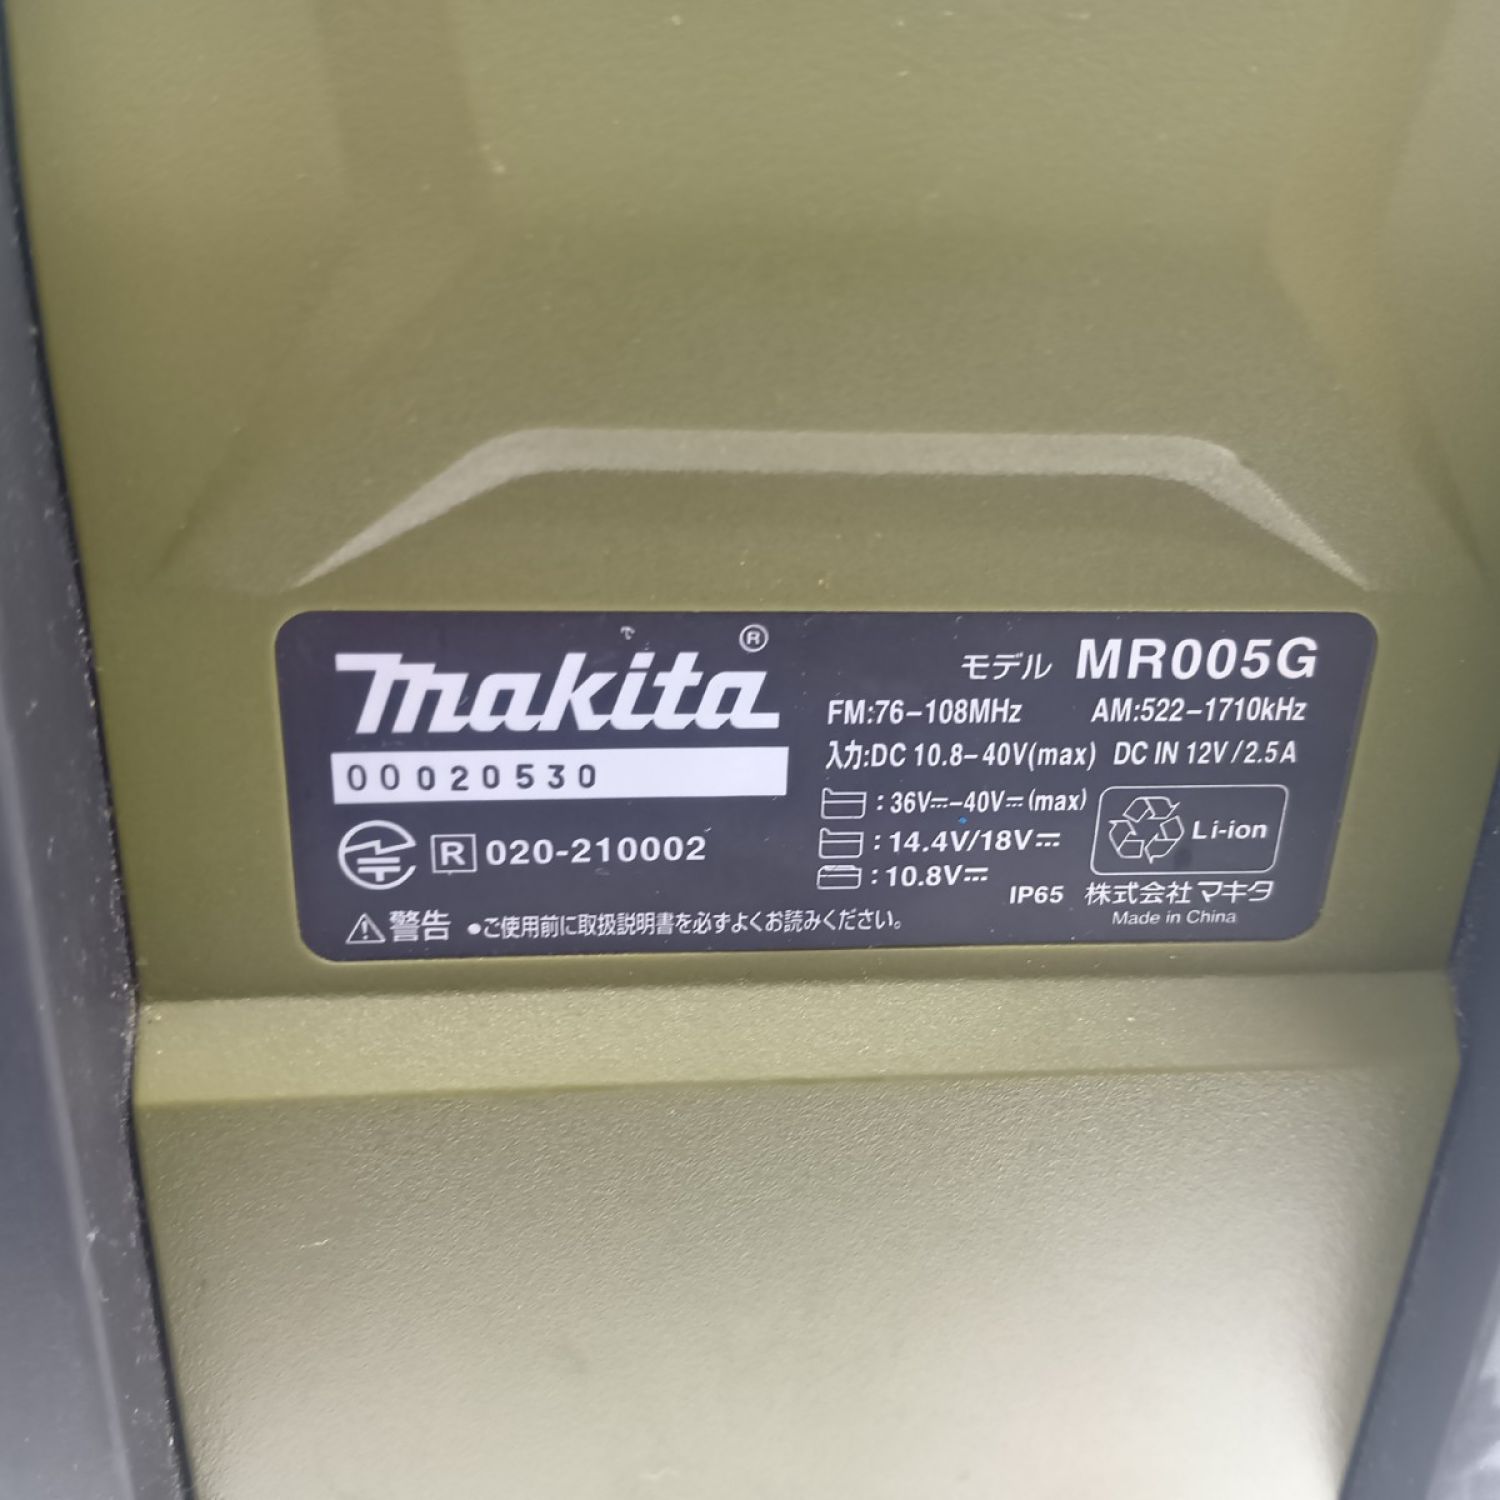 makita®
00020530
R 020-210002
モデル MR005G
FM:76-108MHz AM:522-1710kHz
入力:DC 10.8-40V(max) DC IN 12V/2.5A
:36V⎓-40V⎓(max)
:14.4V/18V⎓
:10.8V⎓
Li-ion
IP65 株式会社マキタ
Made in China
⚠警告 ●ご使用前に取扱説明書を必ずよくお読みください。